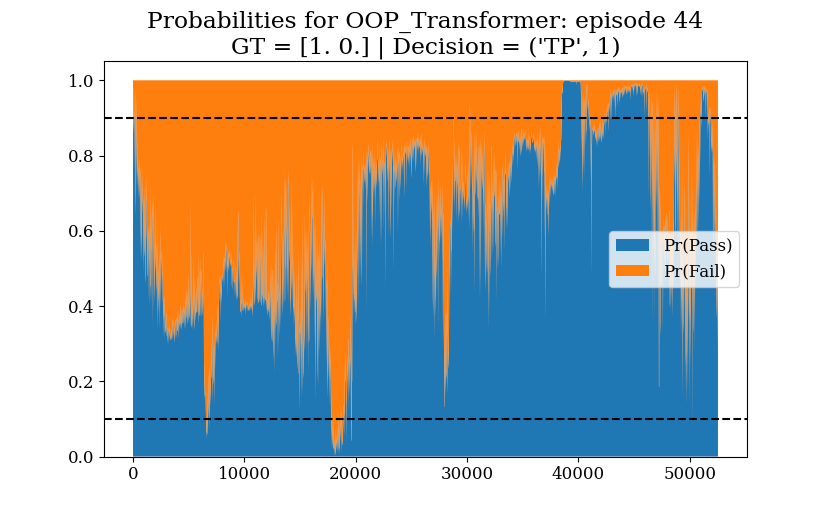 Probabilities for OOP_Transformer: episode 44
GT = [1. 0.] | Decision = ('TP', 1)
1.0
0.8
0.6
0.4
0.2
0.0
Pr(Pass)
Pr(Fail)
0 10000 20000 30000 40000 50000